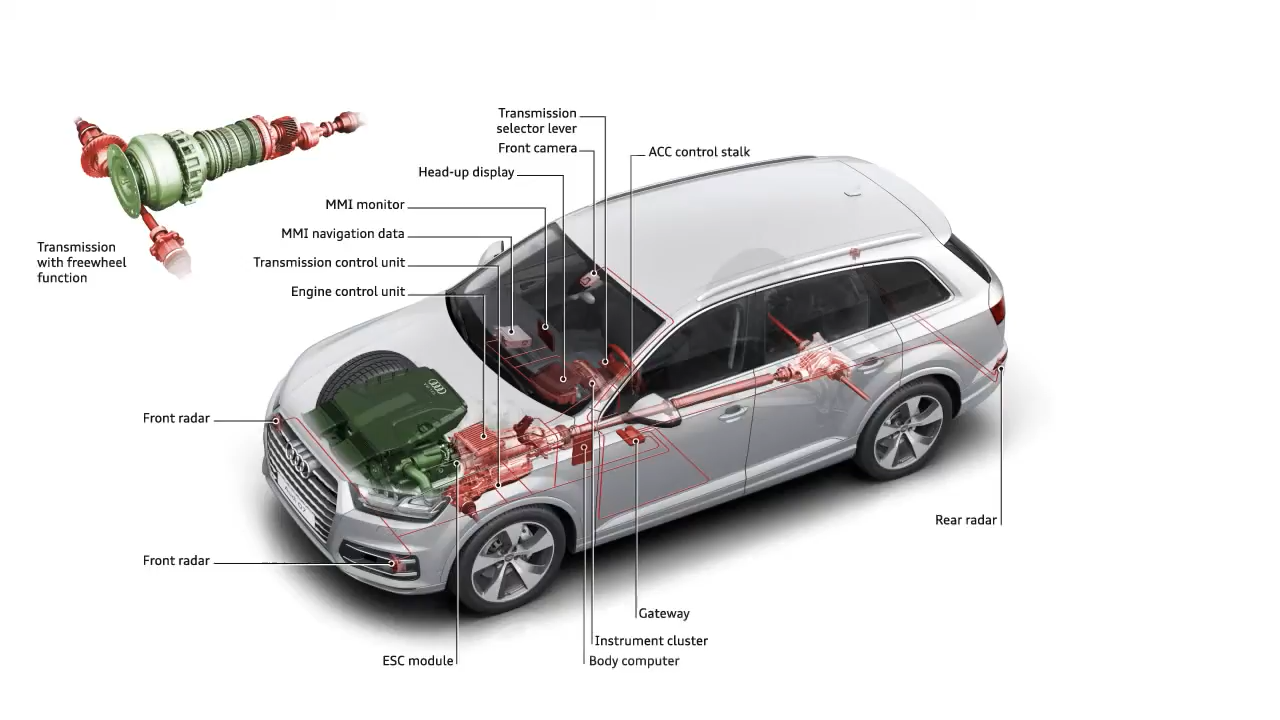 Transmission
selector lever
Front camera
ACC control stalk
Head-up display
MMI monitor
MMI navigation data
Transmission
with freewheel
function
Transmission control unit
Engine control unit
Front radar
Rear radar
Front radar
Gateway
Instrument cluster
ESC module
Body computer